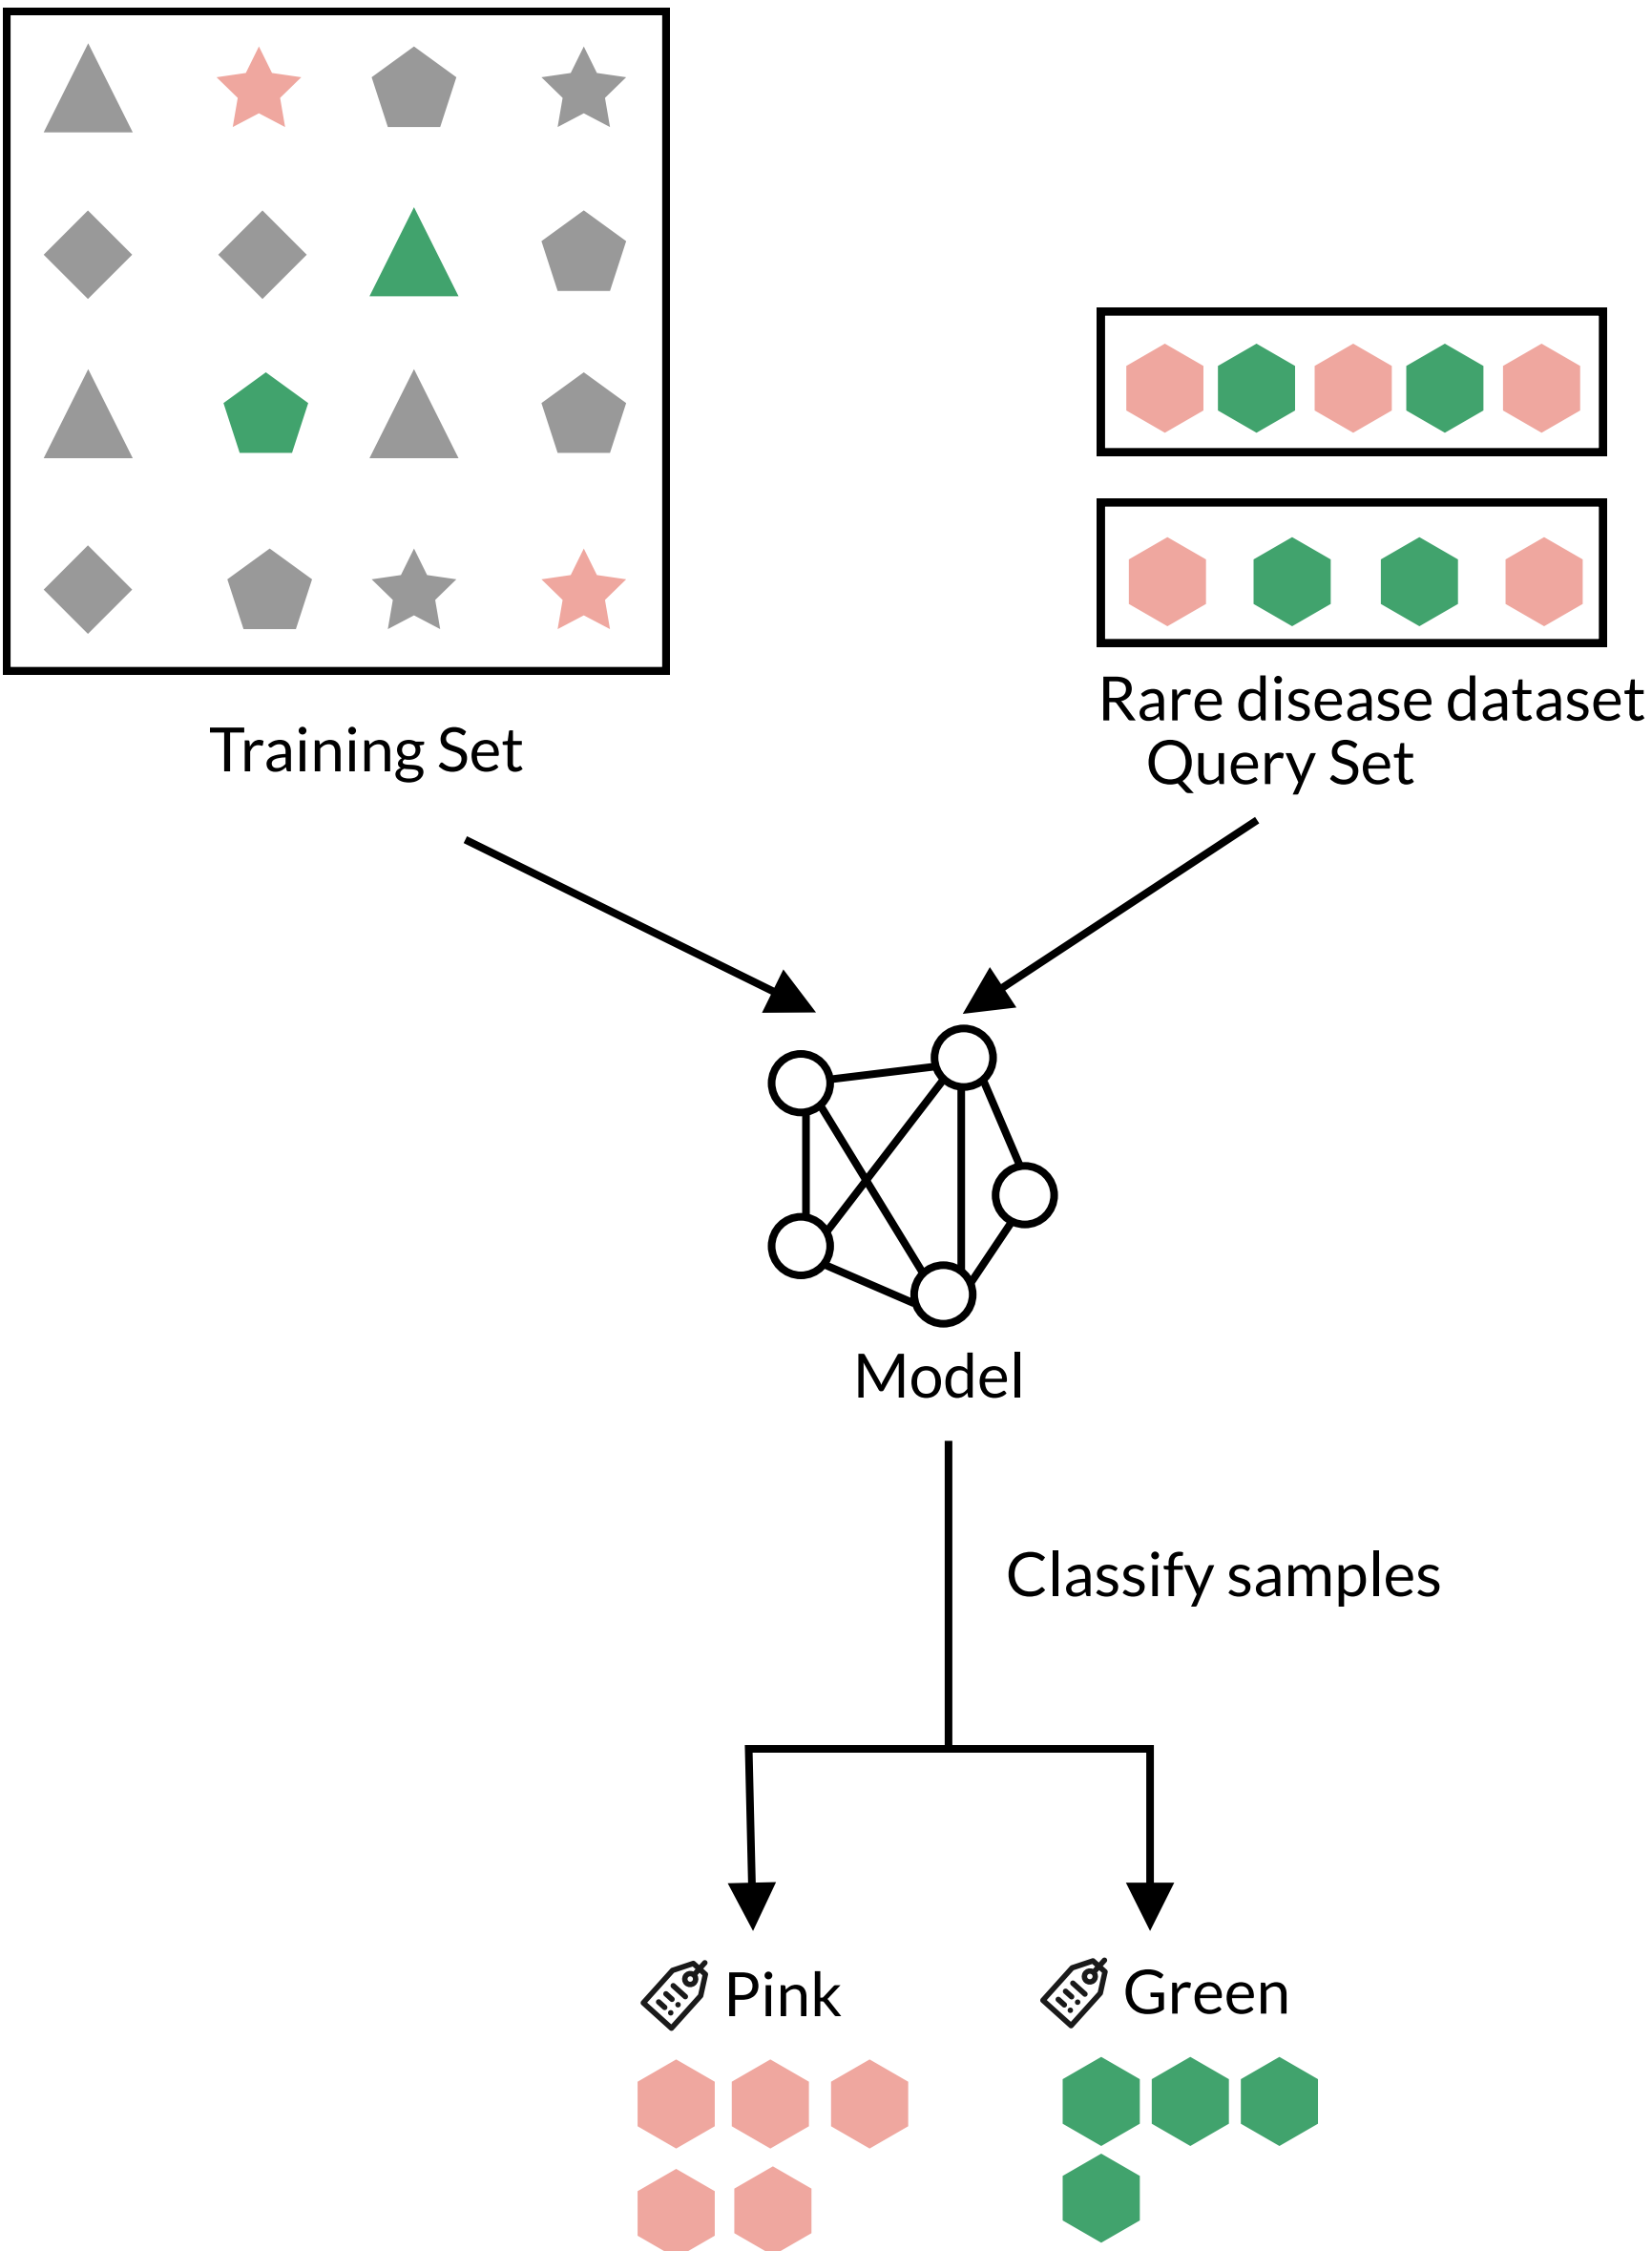 Training Set
Rare disease dataset
Query Set
Model
Classify samples
Pink
Green